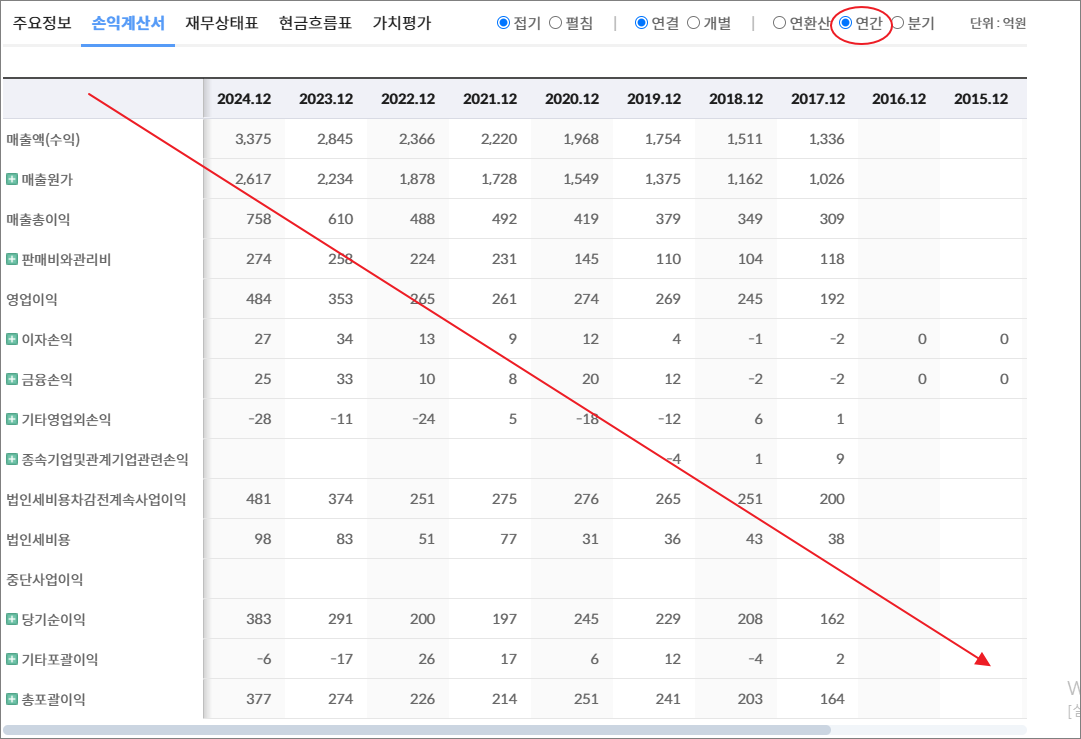 주요정보 손익계산서 재무상태표 현금흐름표 가치평가 접기 펼침 | 연결 개별 | 연환산 연간 분기 단위 : 억원
2024.12 2023.12 2022.12 2021.12 2020.12 2019.12 2018.12 2017.12 2016.12 2015.12
매출액(수익) 3,375 2,845 2,366 2,220 1,968 1,754 1,511 1,336
매출원가 2,617 2,234 1,878 1,728 1,549 1,375 1,162 1,026
매출총이익 758 610 488 492 419 379 349 309
판매비와관리비 274 258 224 231 145 110 104 118
영업이익 484 353 265 261 274 269 245 192
이자손익 27 34 13 9 12 4 -1 -2 0 0
금융손익 25 33 10 8 20 12 -2 -2 0 0
기타영업외손익 -28 -11 -24 5 -18 -12 6 1
종속기업및관계기업관련손익 -4 1 9
법인세비용차감전계속사업이익 481 374 251 275 276 265 251 200
법인세비용 98 83 51 77 31 36 43 38
중단사업이익
당기순이익 383 291 200 197 245 229 208 162
기타포괄이익 -6 -17 26 17 6 12 -4 2
총포괄이익 377 274 226 214 251 241 203 164